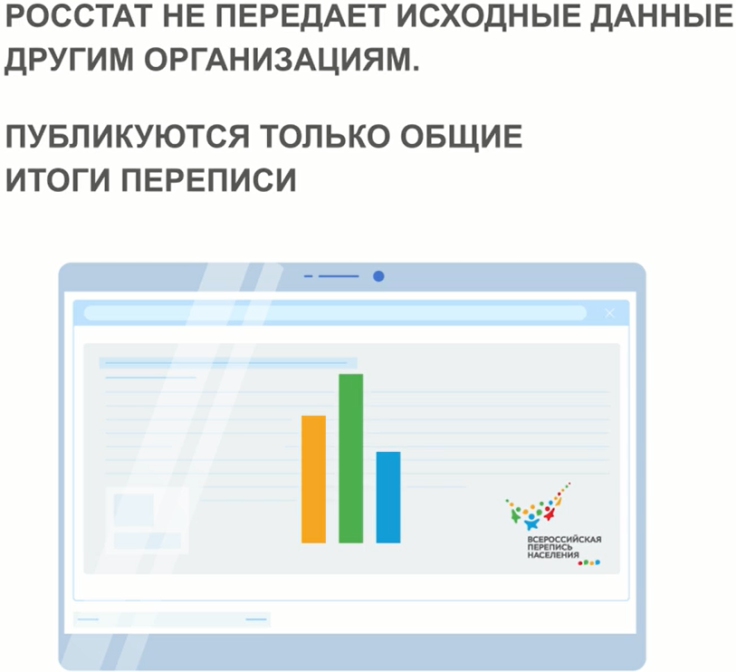 РОССТАТ НЕ ПЕРЕДАЕТ ИСХОДНЫЕ ДАННЫЕ
ДРУГИМ ОРГАНИЗАЦИЯМ.
ПУБЛИКУЮТСЯ ТОЛЬКО ОБЩИЕ
ИТОГИ ПЕРЕПИСИ
ВСЕРОССИЙСКАЯ
ПЕРЕПИСЬ
НАСЕЛЕНИЯ